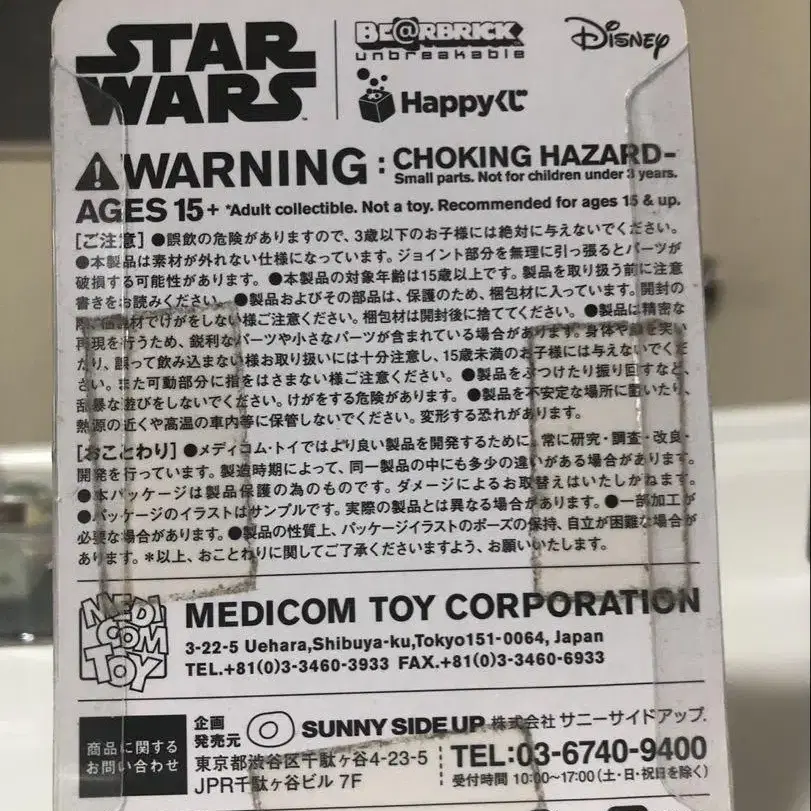 STAR WARS
BE@RBRICK
unbreakable
Disney
Happyくじ
WARNING : CHOKING HAZARD-
Small parts. Not for children under 3 years.
AGES 15+ *Adult collectible. Not a toy. Recommended for ages 15 & up.
[ご注意] ●誤飲の危険がありますので、3歳以下のお子様には絶対に与えないでください。
●本製品は素材が外れない仕様になっています。ジョイント部分を無理に引っ張るとパーツが
破損する可能性があります。●本製品の対象年齢は15歳以上です。製品を取り扱う前に注意
書きをお読みください。●製品およびその部品は、保護のため、梱包材に入っています。開封の
際、梱包材でけがをしない様ご注意ください。梱包材は開封後に捨ててください。●製品は精密な
再現を行うため、鋭利なパーツや小さなパーツが含まれている場合があります。身体や顔を突い
たり、誤って飲み込まない様お取り扱いには十分注意し、15歳未満のお子様には与えないでくだ
さい。また可動部分に指をはさまない様ご注意ください。●製品をぶつけたり振り回すなど、
乱暴な遊びをしないでください。けがをする危険があります。●製品を不安定な場所に置いたり、
熱源の近くや高温の車内等に保管しないでください。変形する恐れがあります。
[おことわり] ●メディコム・トイではより良い製品を開発するために、常に研究・調査・改良・
開発を行っています。製造時期によって、同一製品の中にも多少の違いがある場合があります。
●本パッケージは製品保護の為のものです。ダメージによるお取替えはいたしかねます。
●パッケージのイラストはサンプルです。実際の製品とは異なる場合があります。●一部加工が
必要な場合があります。●製品の性質上、パッケージイラストのポーズの保持、自立が困難な場合が
あります。＊以上、おことわりに関してご了承くださいますよう、お願いいたします。
MEDI COM TOY
MEDICOM TOY CORPORATION
3-22-5 Uehara,Shibuya-ku,Tokyo151-0064, Japan
TEL.+81(0)3-3460-3933 FAX.+81(0)3-3460-6933
商品に関する
お問い合わせ
企画
発売元
SUNNY SIDE UP 株式会社 サニーサイドアップ.
東京都渋谷区千駄ヶ谷4-23-5
JPR千駄ヶ谷ビル 7F
TEL:03-6740-9400
受付時間 10:00〜17:00 (土・日・祝日を除く)